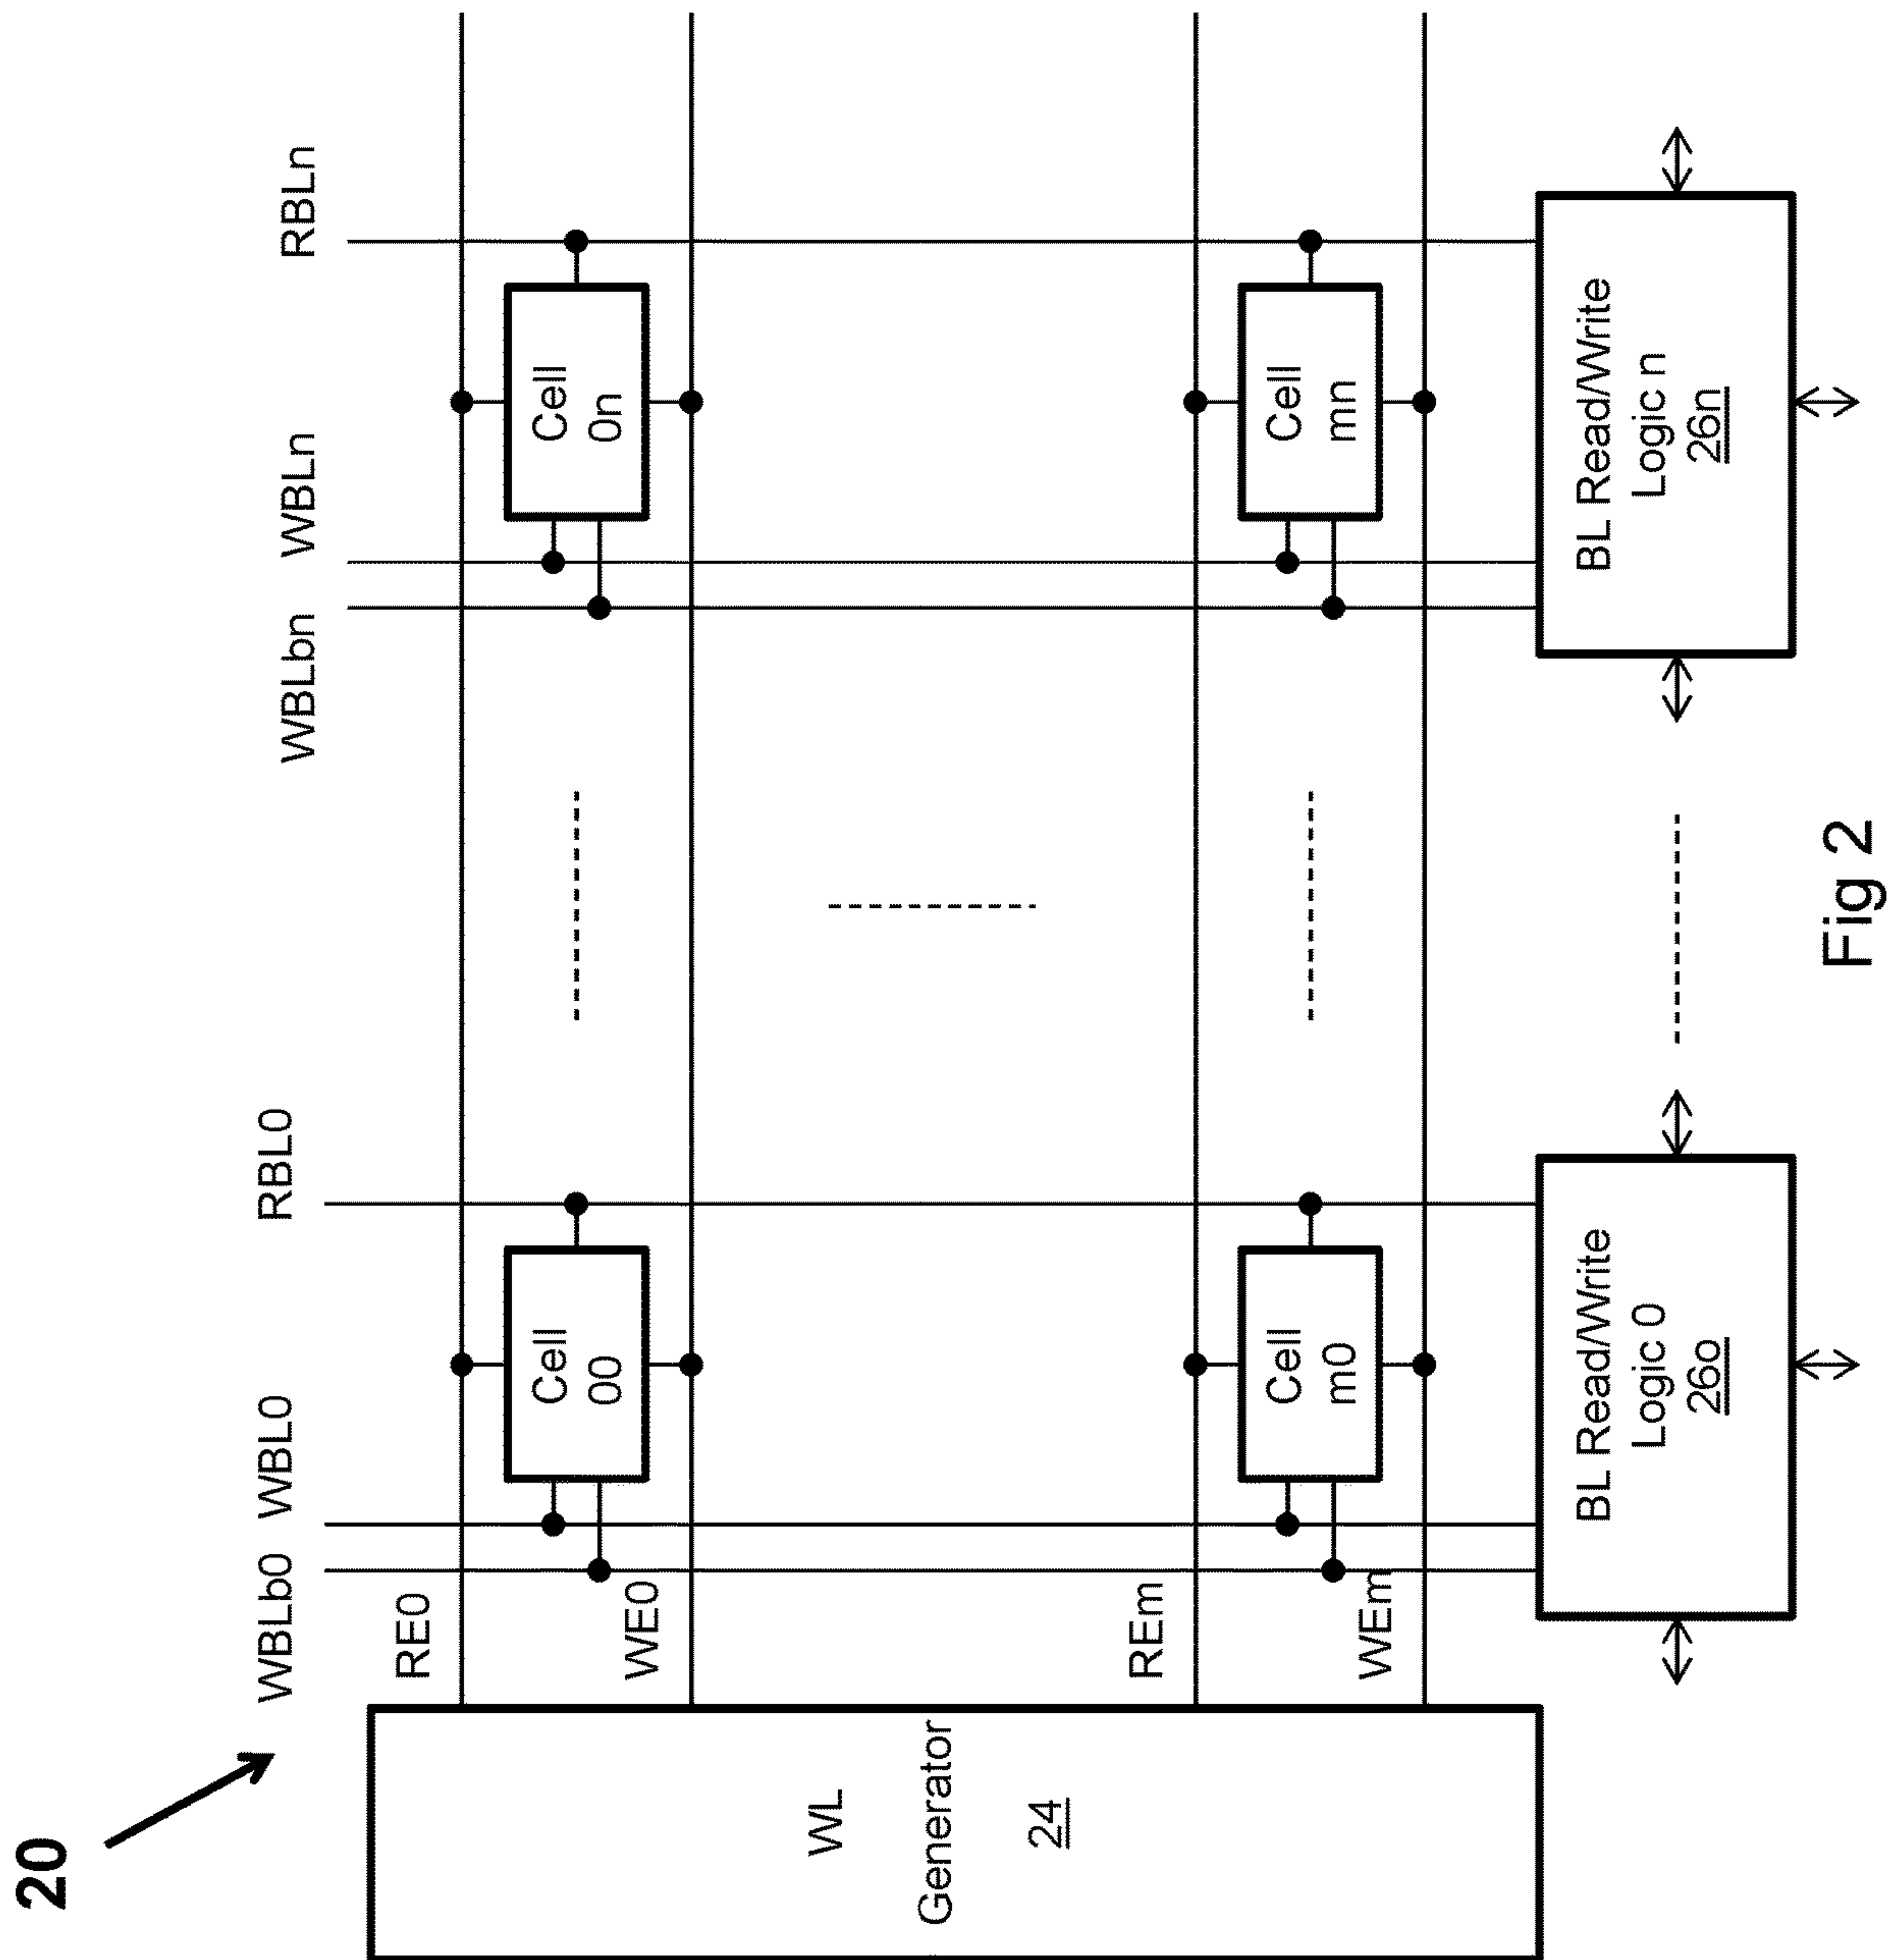 20
WBLb0 WBL0 RBL0 WBLbn WBLn RBLn
RE0
Cell
00
Cell
0n
WE0
WL
Generator
24
REm
Cell
m0
Cell
mn
WEm
BL Read/Write
Logic 0
26o
BL Read/Write
Logic n
26n
Fig 2